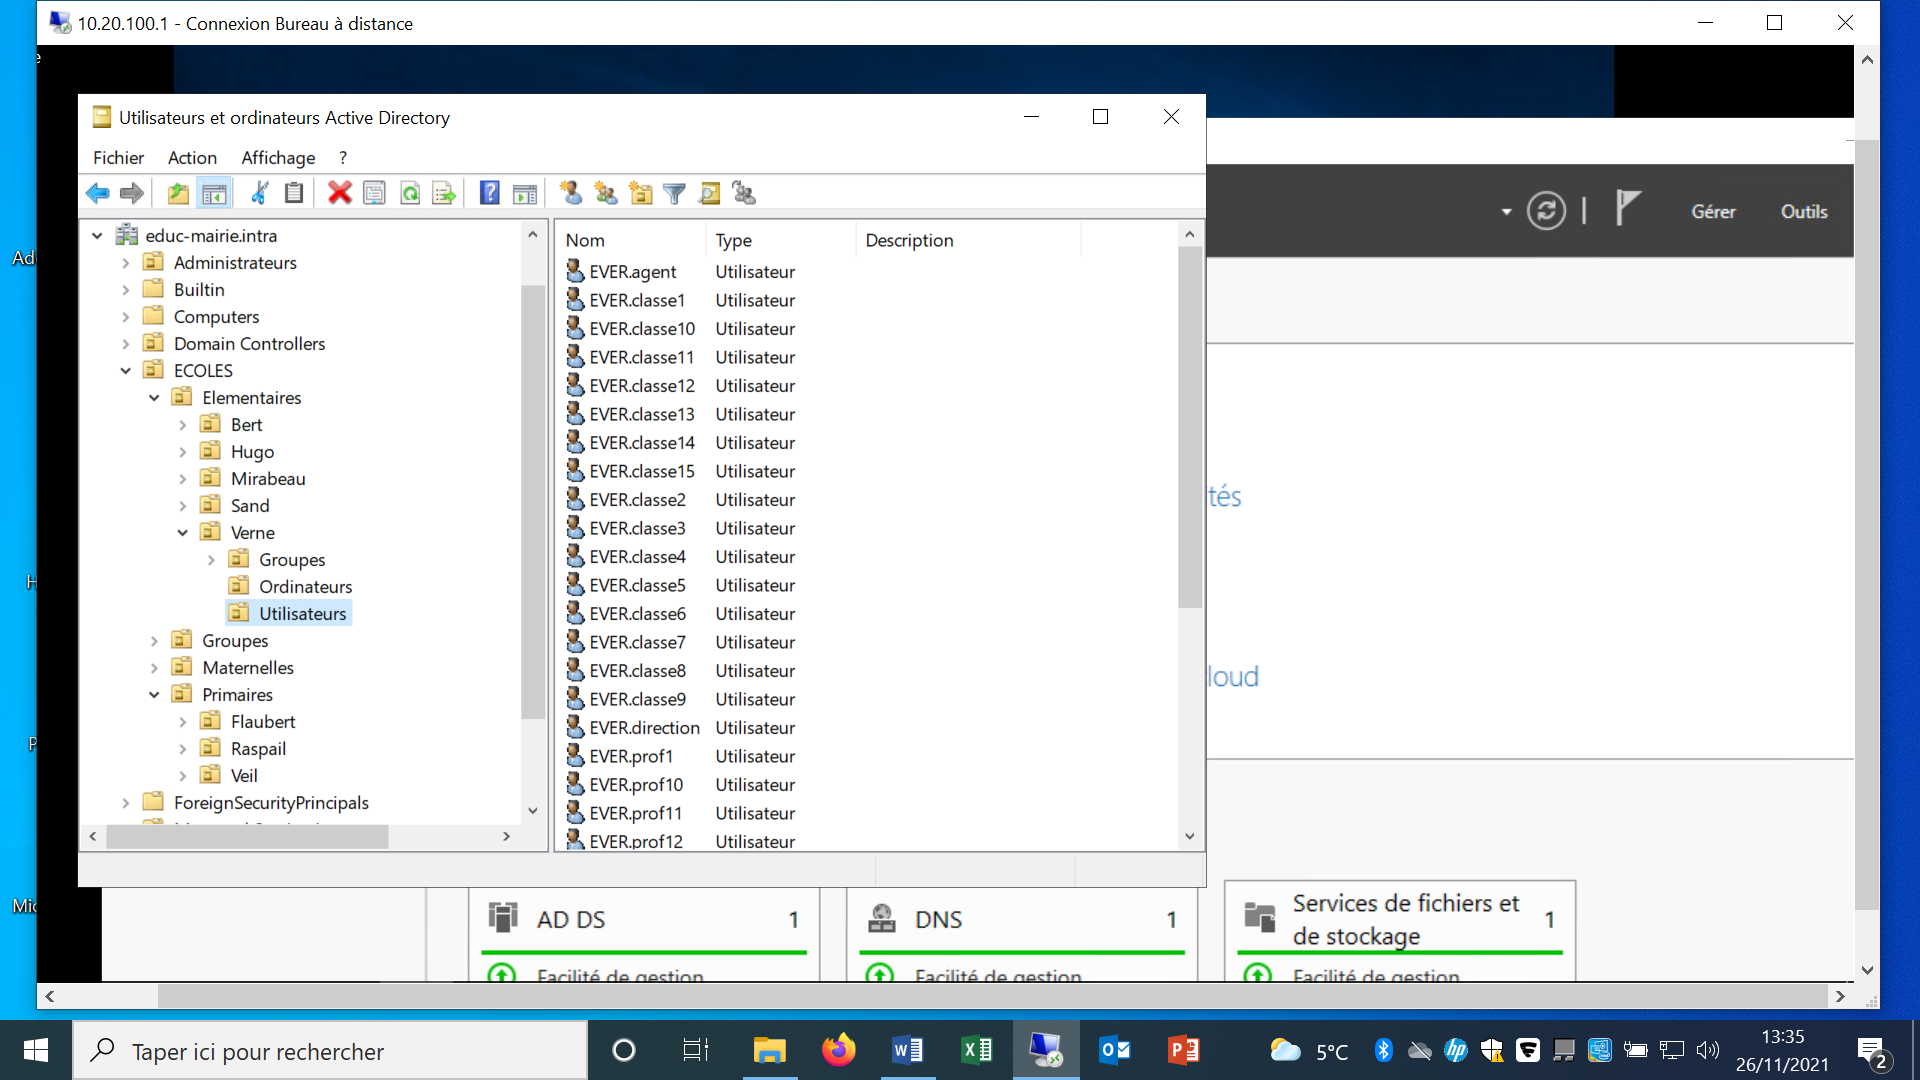 10.20.100.1 - Connexion Bureau à distance
Utilisateurs et ordinateurs Active Directory
Fichier Action Affichage ?
Gérer Outils
educ-mairie.intra
Administrateurs
Builtin
Computers
Domain Controllers
ECOLES
Elementaires
Bert
Hugo
Mirabeau
Sand
Verne
Groupes
Ordinateurs
Utilisateurs
Groupes
Maternelles
Primaires
Flaubert
Raspail
Veil
ForeignSecurityPrincipals
Nom Type Description
EVER.agent Utilisateur
EVER.classe1 Utilisateur
EVER.classe10 Utilisateur
EVER.classe11 Utilisateur
EVER.classe12 Utilisateur
EVER.classe13 Utilisateur
EVER.classe14 Utilisateur
EVER.classe15 Utilisateur
EVER.classe2 Utilisateur
EVER.classe3 Utilisateur
EVER.classe4 Utilisateur
EVER.classe5 Utilisateur
EVER.classe6 Utilisateur
EVER.classe7 Utilisateur
EVER.classe8 Utilisateur
EVER.classe9 Utilisateur
EVER.direction Utilisateur
EVER.prof1 Utilisateur
EVER.prof10 Utilisateur
EVER.prof11 Utilisateur
EVER.prof12 Utilisateur
tés
loud
AD DS 1
Facilité de gestion
DNS 1
Facilité de gestion
Services de fichiers et
de stockage 1
Facilité de gestion
Ad
H
P
Mic
Taper ici pour rechercher
5°C
13:35
26/11/2021
2